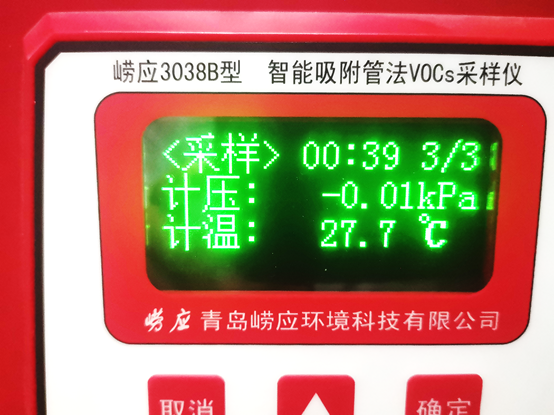 崂应3038B型 智能吸附管法VOCs采样仪
<采样> 00:39 3/3
计压: -0.01kPa
计温: 27.7 ℃
崂应 青岛崂应环境科技有限公司
取消 确定